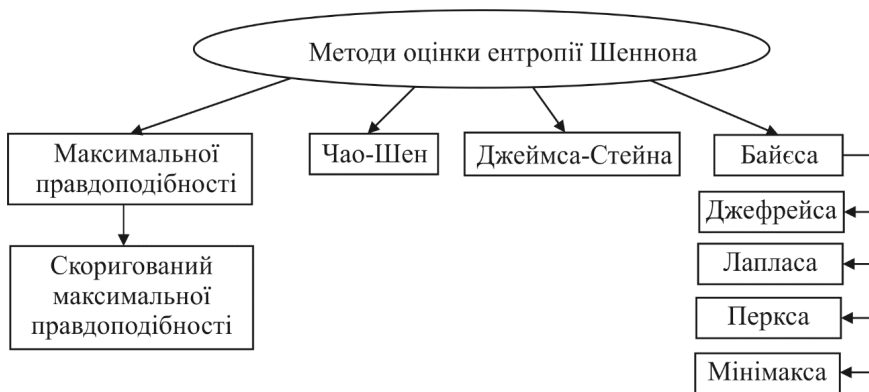 Методи оцінки ентропії Шеннона
Максимальної
правдоподібності
Чао-Шен
Джеймса-Стейна
Байєса
Скоригований
максимальної
правдоподібності
Джефрейса
Лапласа
Перкса
Мінімакса